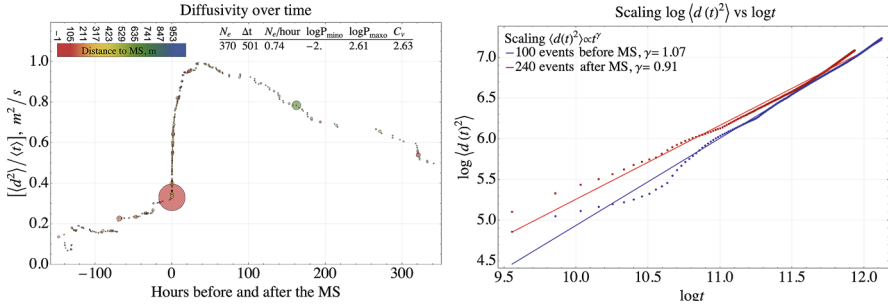 Diffusivity over time
−1
105
211
317
423
529
635
741
847
953
Distance to MS, m
Nₑ Δt Nₑ/hour logPmino logPmaxo Cᵥ
370 501 0.74 −2. 2.61 2.63
[⟨d²⟩/⟨t⟩], m²/s
1.0
0.8
0.6
0.4
0.2
0.0
−100 0 100 200 300
Hours before and after the MS
Scaling log⟨d(t)²⟩ vs logt
Scaling ⟨d(t)²⟩∝t^γ
−100 events before MS, γ= 1.07
−240 events after MS, γ= 0.91
log⟨d(t)²⟩
7.0
6.5
6.0
5.5
5.0
4.5
9.5 10.0 10.5 11.0 11.5 12.0
logt